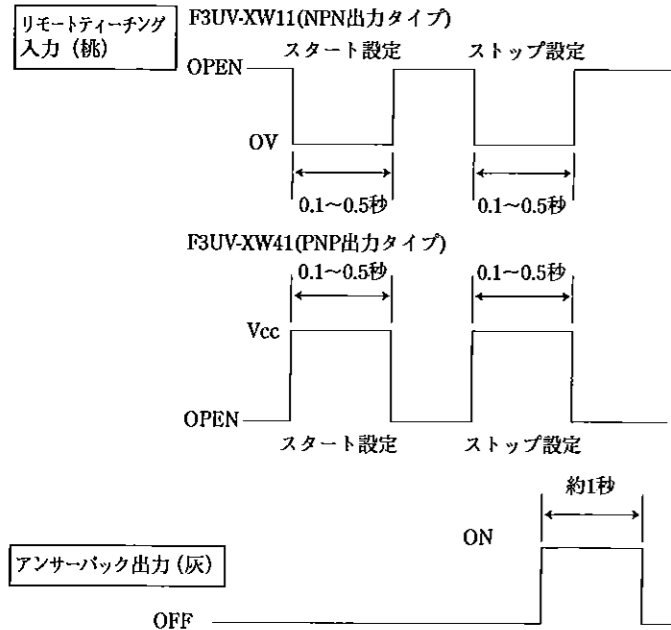 リモートティーチング
入力（桃）
F3UV-XW11(NPN出力タイプ)
スタート設定 ストップ設定
OPEN
OV
0.1～0.5秒 0.1～0.5秒
F3UV-XW41(PNP出力タイプ)
0.1～0.5秒 0.1～0.5秒
Vcc
OPEN
スタート設定 ストップ設定
約1秒
ON
アンサーバック出力（灰）
OFF